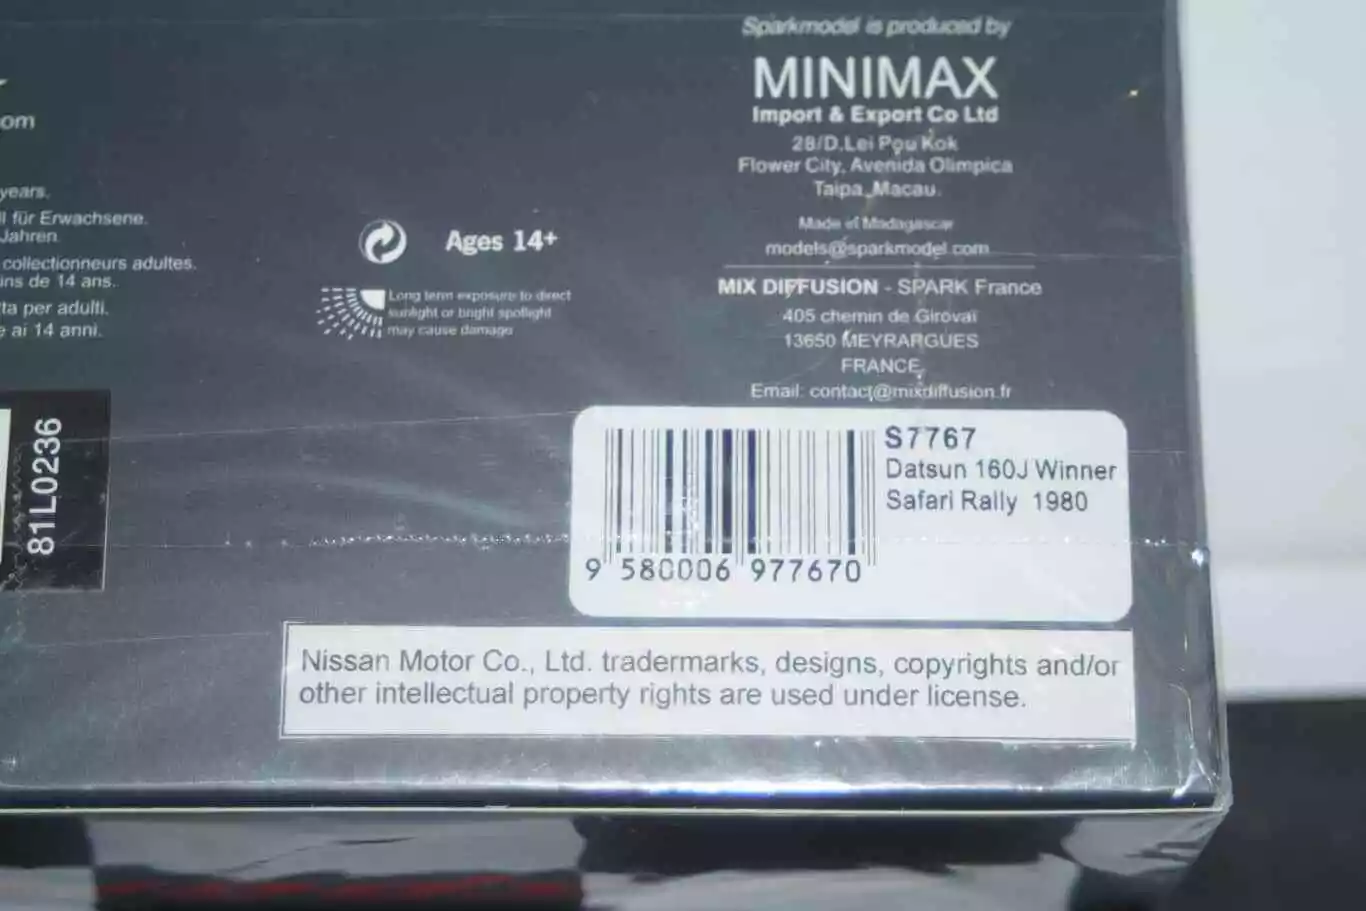 om
years.
für Erwachsene.
Jahren.
collectionneurs adultes.
ins de 14 ans.
ta per adulti.
ai 14 anni.
81L0236
Ages 14+
Long term exposure to direct
sunlight or bright spotlight
may cause damage
Sparkmodel is produced by
MINIMAX
Import & Export Co Ltd
28/D.Lei Pou Kok
Flower City, Avenida Olimpica
Taipa, Macau.
Made in Madagascar
models@sparkmodel.com
MIX DIFFUSION - SPARK France
405 chemin de Giroval
13650 MEYRARGUES
FRANCE
Email: contact@mixdiffusion.fr
S7767
Datsun 160J Winner
Safari Rally 1980
9 580006 977670
Nissan Motor Co., Ltd. tradermarks, designs, copyrights and/or
other intellectual property rights are used under license.